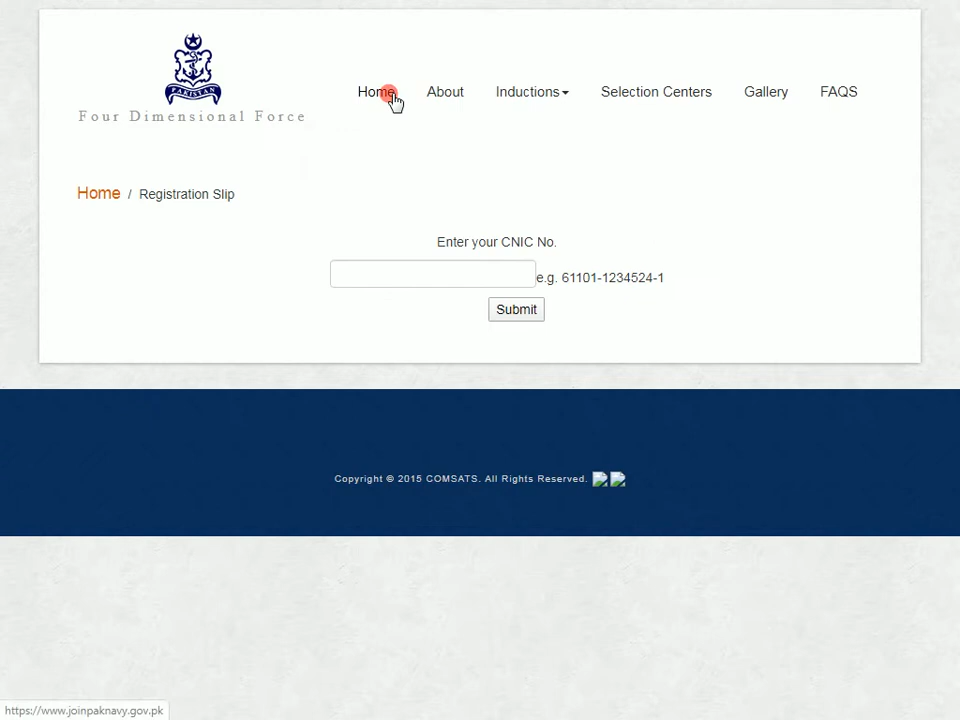 PAKISTAN
Four Dimensional Force
Home About Inductions Selection Centers Gallery FAQS
Home / Registration Slip
Enter your CNIC No.
e.g. 61101-1234524-1
Submit
Copyright © 2015 COMSATS. All Rights Reserved.
https://www.joinpaknavy.gov.pk